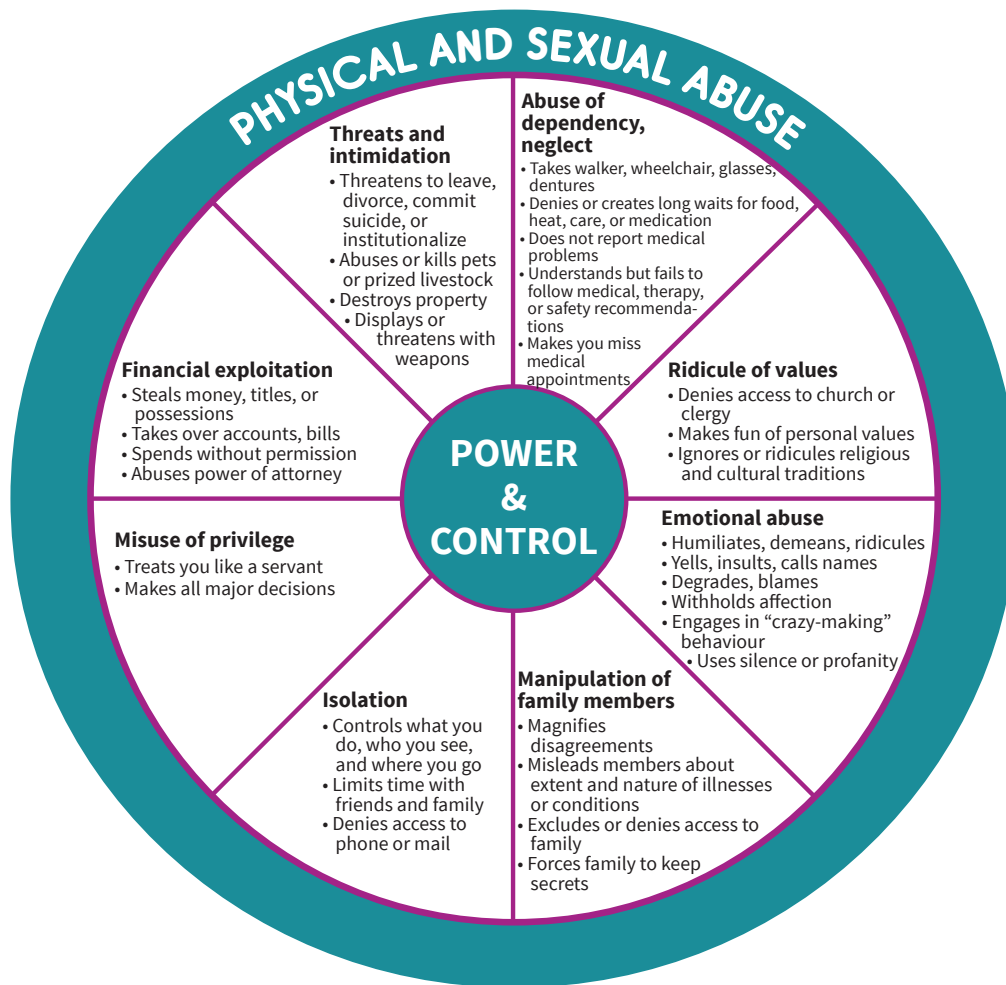 PHYSICAL AND SEXUAL ABUSE
Threats and
intimidation
• Threatens to leave,
divorce, commit
suicide, or
institutionalize
• Abuses or kills pets
or prized livestock
• Destroys property
• Displays or
threatens with
weapons
Abuse of
dependency,
neglect
• Takes walker, wheelchair, glasses,
dentures
• Denies or creates long waits for food,
heat, care, or medication
• Does not report medical
problems
• Understands but fails to
follow medical, therapy,
or safety recommenda-
tions
• Makes you miss
medical
appointments
Ridicule of values
• Denies access to church or
clergy
• Makes fun of personal values
• Ignores or ridicules religious
and cultural traditions
Emotional abuse
• Humiliates, demeans, ridicules
• Yells, insults, calls names
• Degrades, blames
• Withholds affection
• Engages in “crazy-making”
behaviour
• Uses silence or profanity
Manipulation of
family members
• Magnifies
disagreements
• Misleads members about
extent and nature of illnesses
or conditions
• Excludes or denies access to
family
• Forces family to keep
secrets
Isolation
• Controls what you
do, who you see,
and where you go
• Limits time with
friends and family
• Denies access to
phone or mail
Misuse of privilege
• Treats you like a servant
• Makes all major decisions
Financial exploitation
• Steals money, titles, or
possessions
• Takes over accounts, bills
• Spends without permission
• Abuses power of attorney
POWER
&
CONTROL